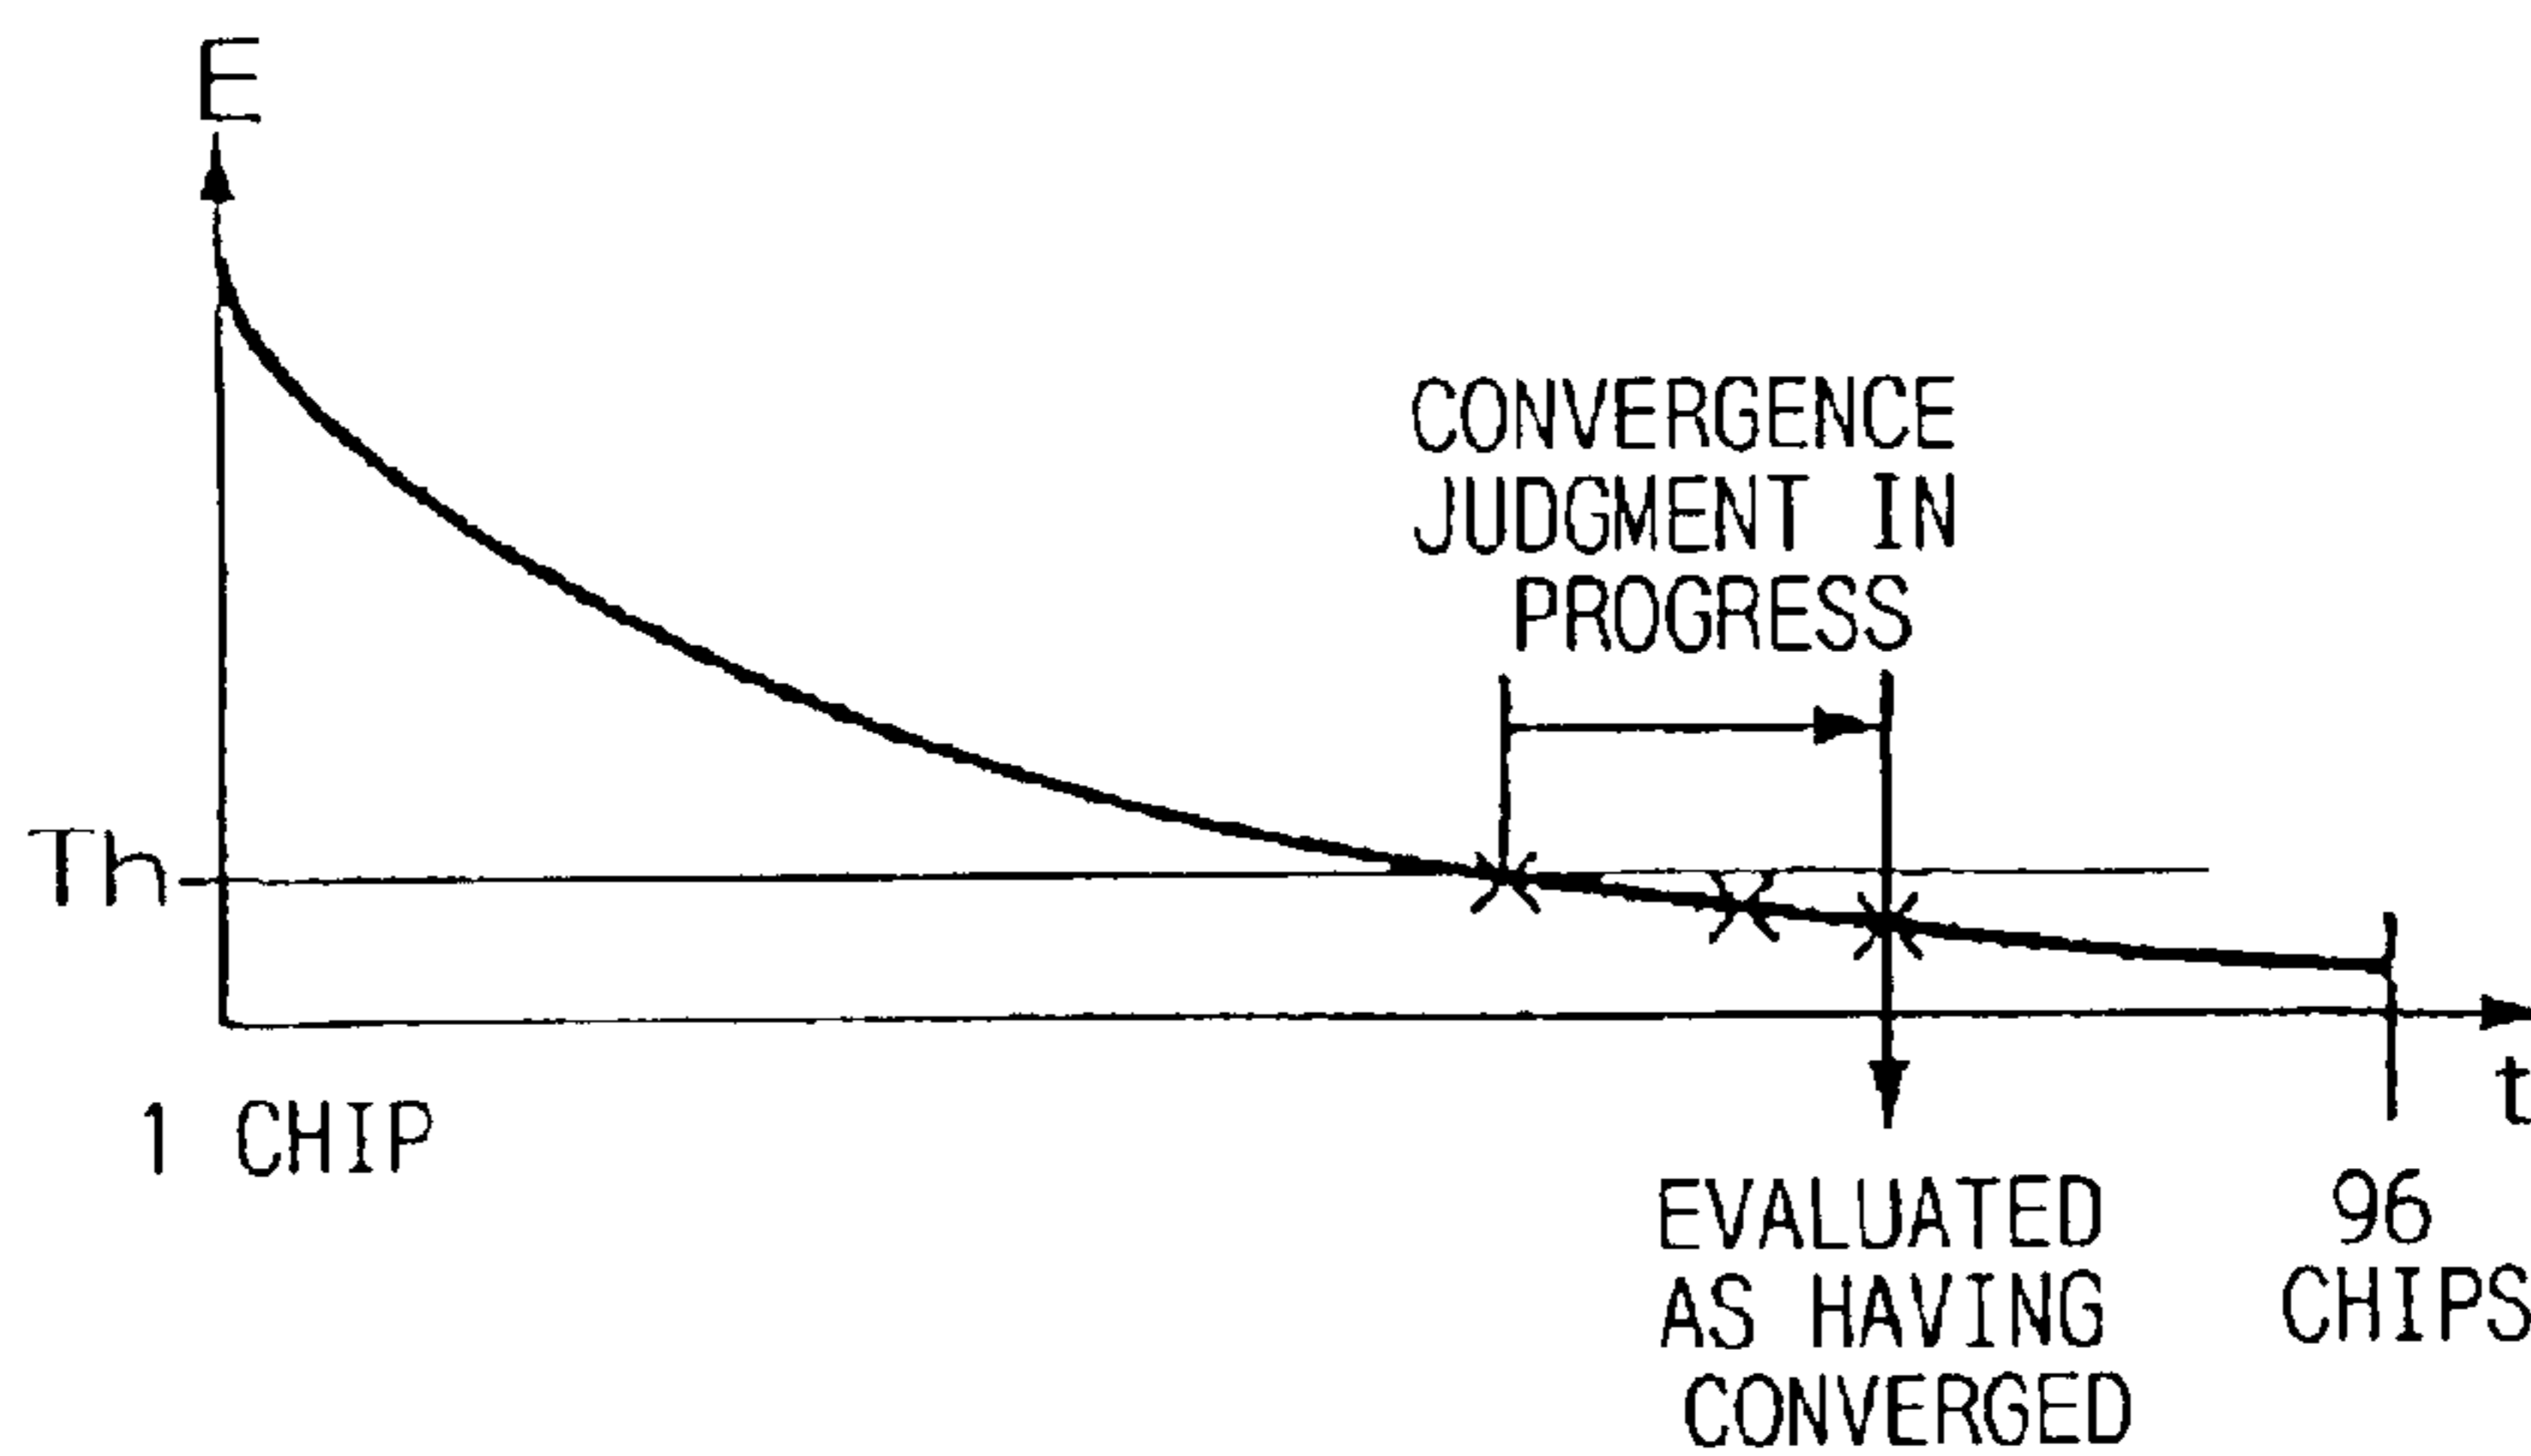 E
CONVERGENCE
JUDGMENT IN
PROGRESS
Th
t
1 CHIP
EVALUATED
AS HAVING
CONVERGED
96
CHIPS